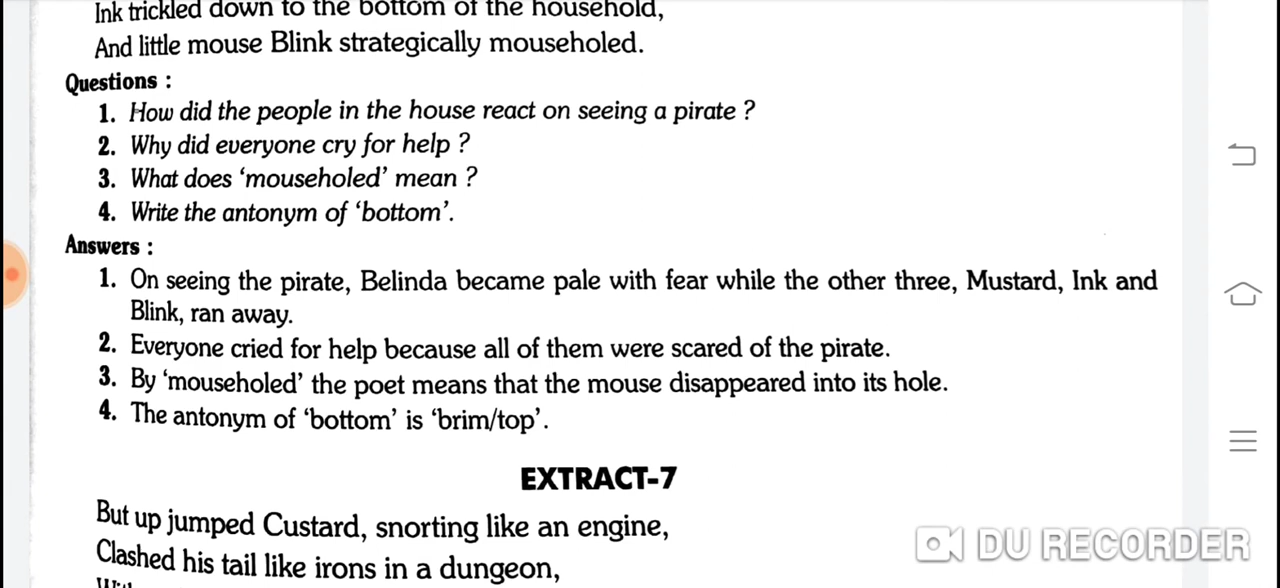 Ink trickled down to the bottom of the household,
And little mouse Blink strategically mouseholed.
Questions :
1. How did the people in the house react on seeing a pirate ?
2. Why did everyone cry for help ?
3. What does ‘mouseholed’ mean ?
4. Write the antonym of ‘bottom’.
Answers :
1. On seeing the pirate, Belinda became pale with fear while the other three, Mustard, Ink and
Blink, ran away.
2. Everyone cried for help because all of them were scared of the pirate.
3. By ‘mouseholed’ the poet means that the mouse disappeared into its hole.
4. The antonym of ‘bottom’ is ‘brim/top’.
EXTRACT-7
But up jumped Custard, snorting like an engine,
Clashed his tail like irons in a dungeon,
DU RECORDER